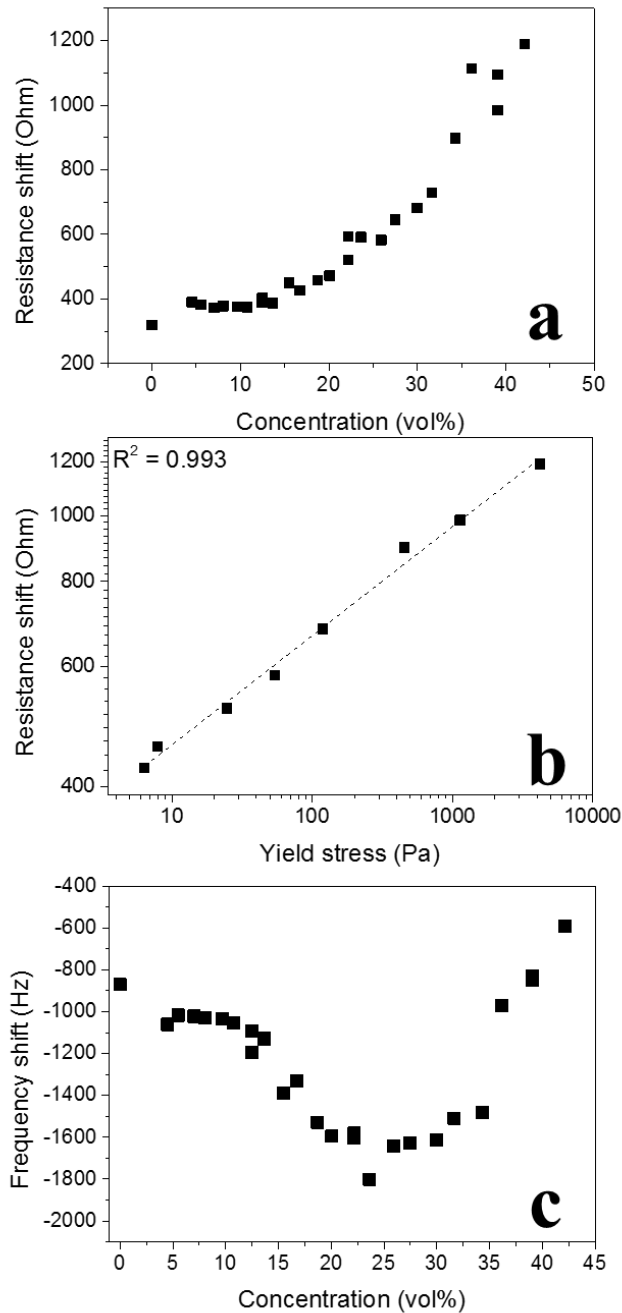 1200
1000
800
600
400
200
Resistance shift (Ohm)
a
0 10 20 30 40 50
Concentration (vol%)
R² = 0.993
1200
1000
800
600
400
Resistance shift (Ohm)
b
10 100 1000 10000
Yield stress (Pa)
-400
-600
-800
-1000
-1200
-1400
-1600
-1800
-2000
Frequency shift (Hz)
c
0 5 10 15 20 25 30 35 40 45
Concentration (vol%)